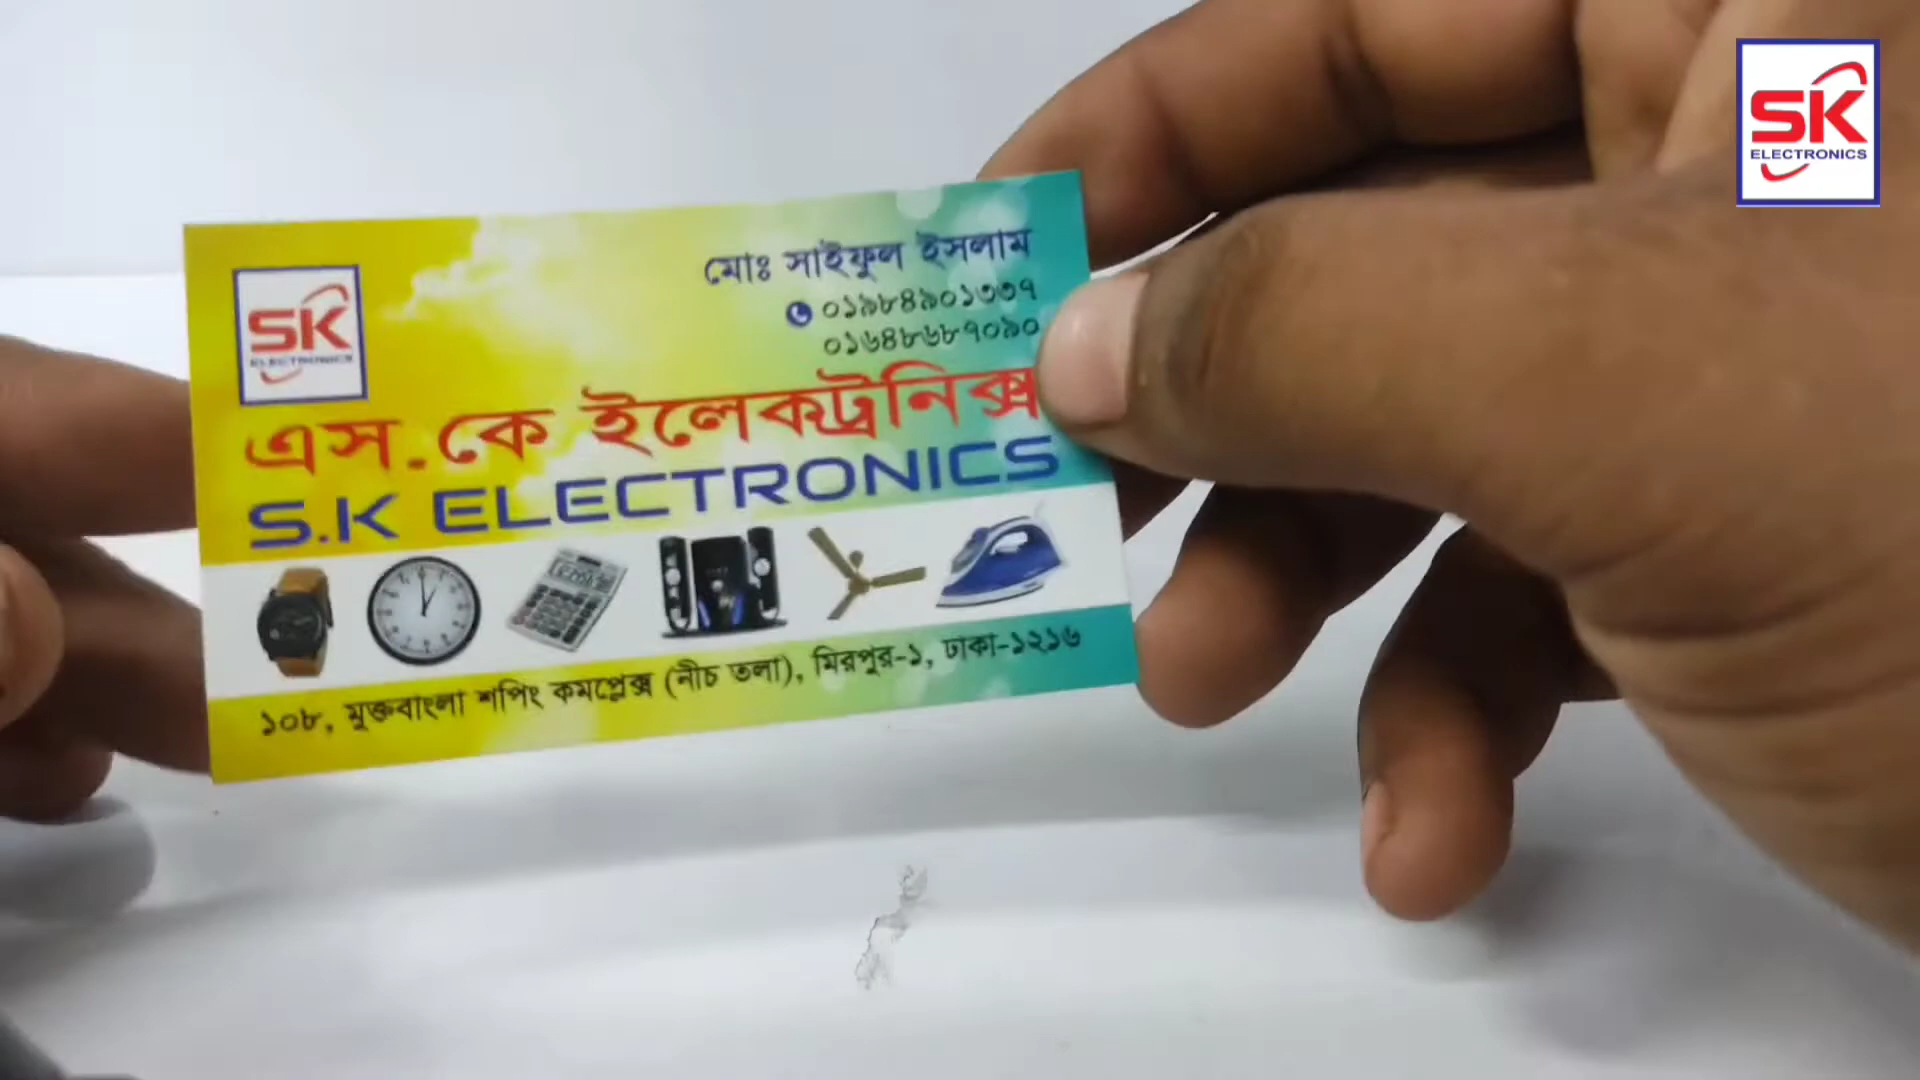 SK
ELECTRONICS
মোঃ সাইফুল ইসলাম
০১৯৮৪৯০১৩৩৭
০১৬৪৮৬৮৭০৯০
SK
ELECTRONICS
এস.কে ইলেকট্রনিক্স
S.K ELECTRONICS
১০৮, মুক্তবাংলা শপিং কমপ্লেক্স (নীচ তলা), মিরপুর-১, ঢাকা-১২১৬